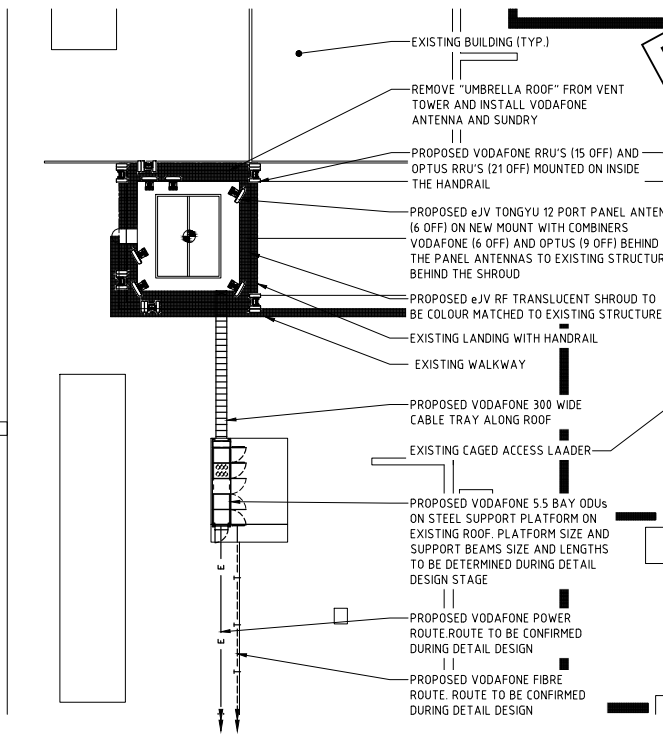 EXISTING BUILDING (TYP.)
REMOVE "UMBRELLA ROOF" FROM VENT
TOWER AND INSTALL VODAFONE
ANTENNA AND SUNDRY
PROPOSED VODAFONE RRU'S (15 OFF) AND
OPTUS RRU'S (21 OFF) MOUNTED ON INSIDE
THE HANDRAIL
PROPOSED eJV TONGYU 12 PORT PANEL ANTEN
(6 OFF) ON NEW MOUNT WITH COMBINERS
VODAFONE (6 OFF) AND OPTUS (9 OFF) BEHIND
THE PANEL ANTENNAS TO EXISTING STRUCTUR
BEHIND THE SHROUD
PROPOSED eJV RF TRANSLUCENT SHROUD TO
BE COLOUR MATCHED TO EXISTING STRUCTURE
EXISTING LANDING WITH HANDRAIL
EXISTING WALKWAY
PROPOSED VODAFONE 300 WIDE
CABLE TRAY ALONG ROOF
EXISTING CAGED ACCESS LAADER
PROPOSED VODAFONE 5.5 BAY ODUs
ON STEEL SUPPORT PLATFORM ON
EXISTING ROOF. PLATFORM SIZE AND
SUPPORT BEAMS SIZE AND LENGTHS
TO BE DETERMINED DURING DETAIL
DESIGN STAGE
E
T
T
E
PROPOSED VODAFONE POWER
ROUTE.ROUTE TO BE CONFIRMED
DURING DETAIL DESIGN
T
PROPOSED VODAFONE FIBRE
ROUTE. ROUTE TO BE CONFIRMED
DURING DETAIL DESIGN